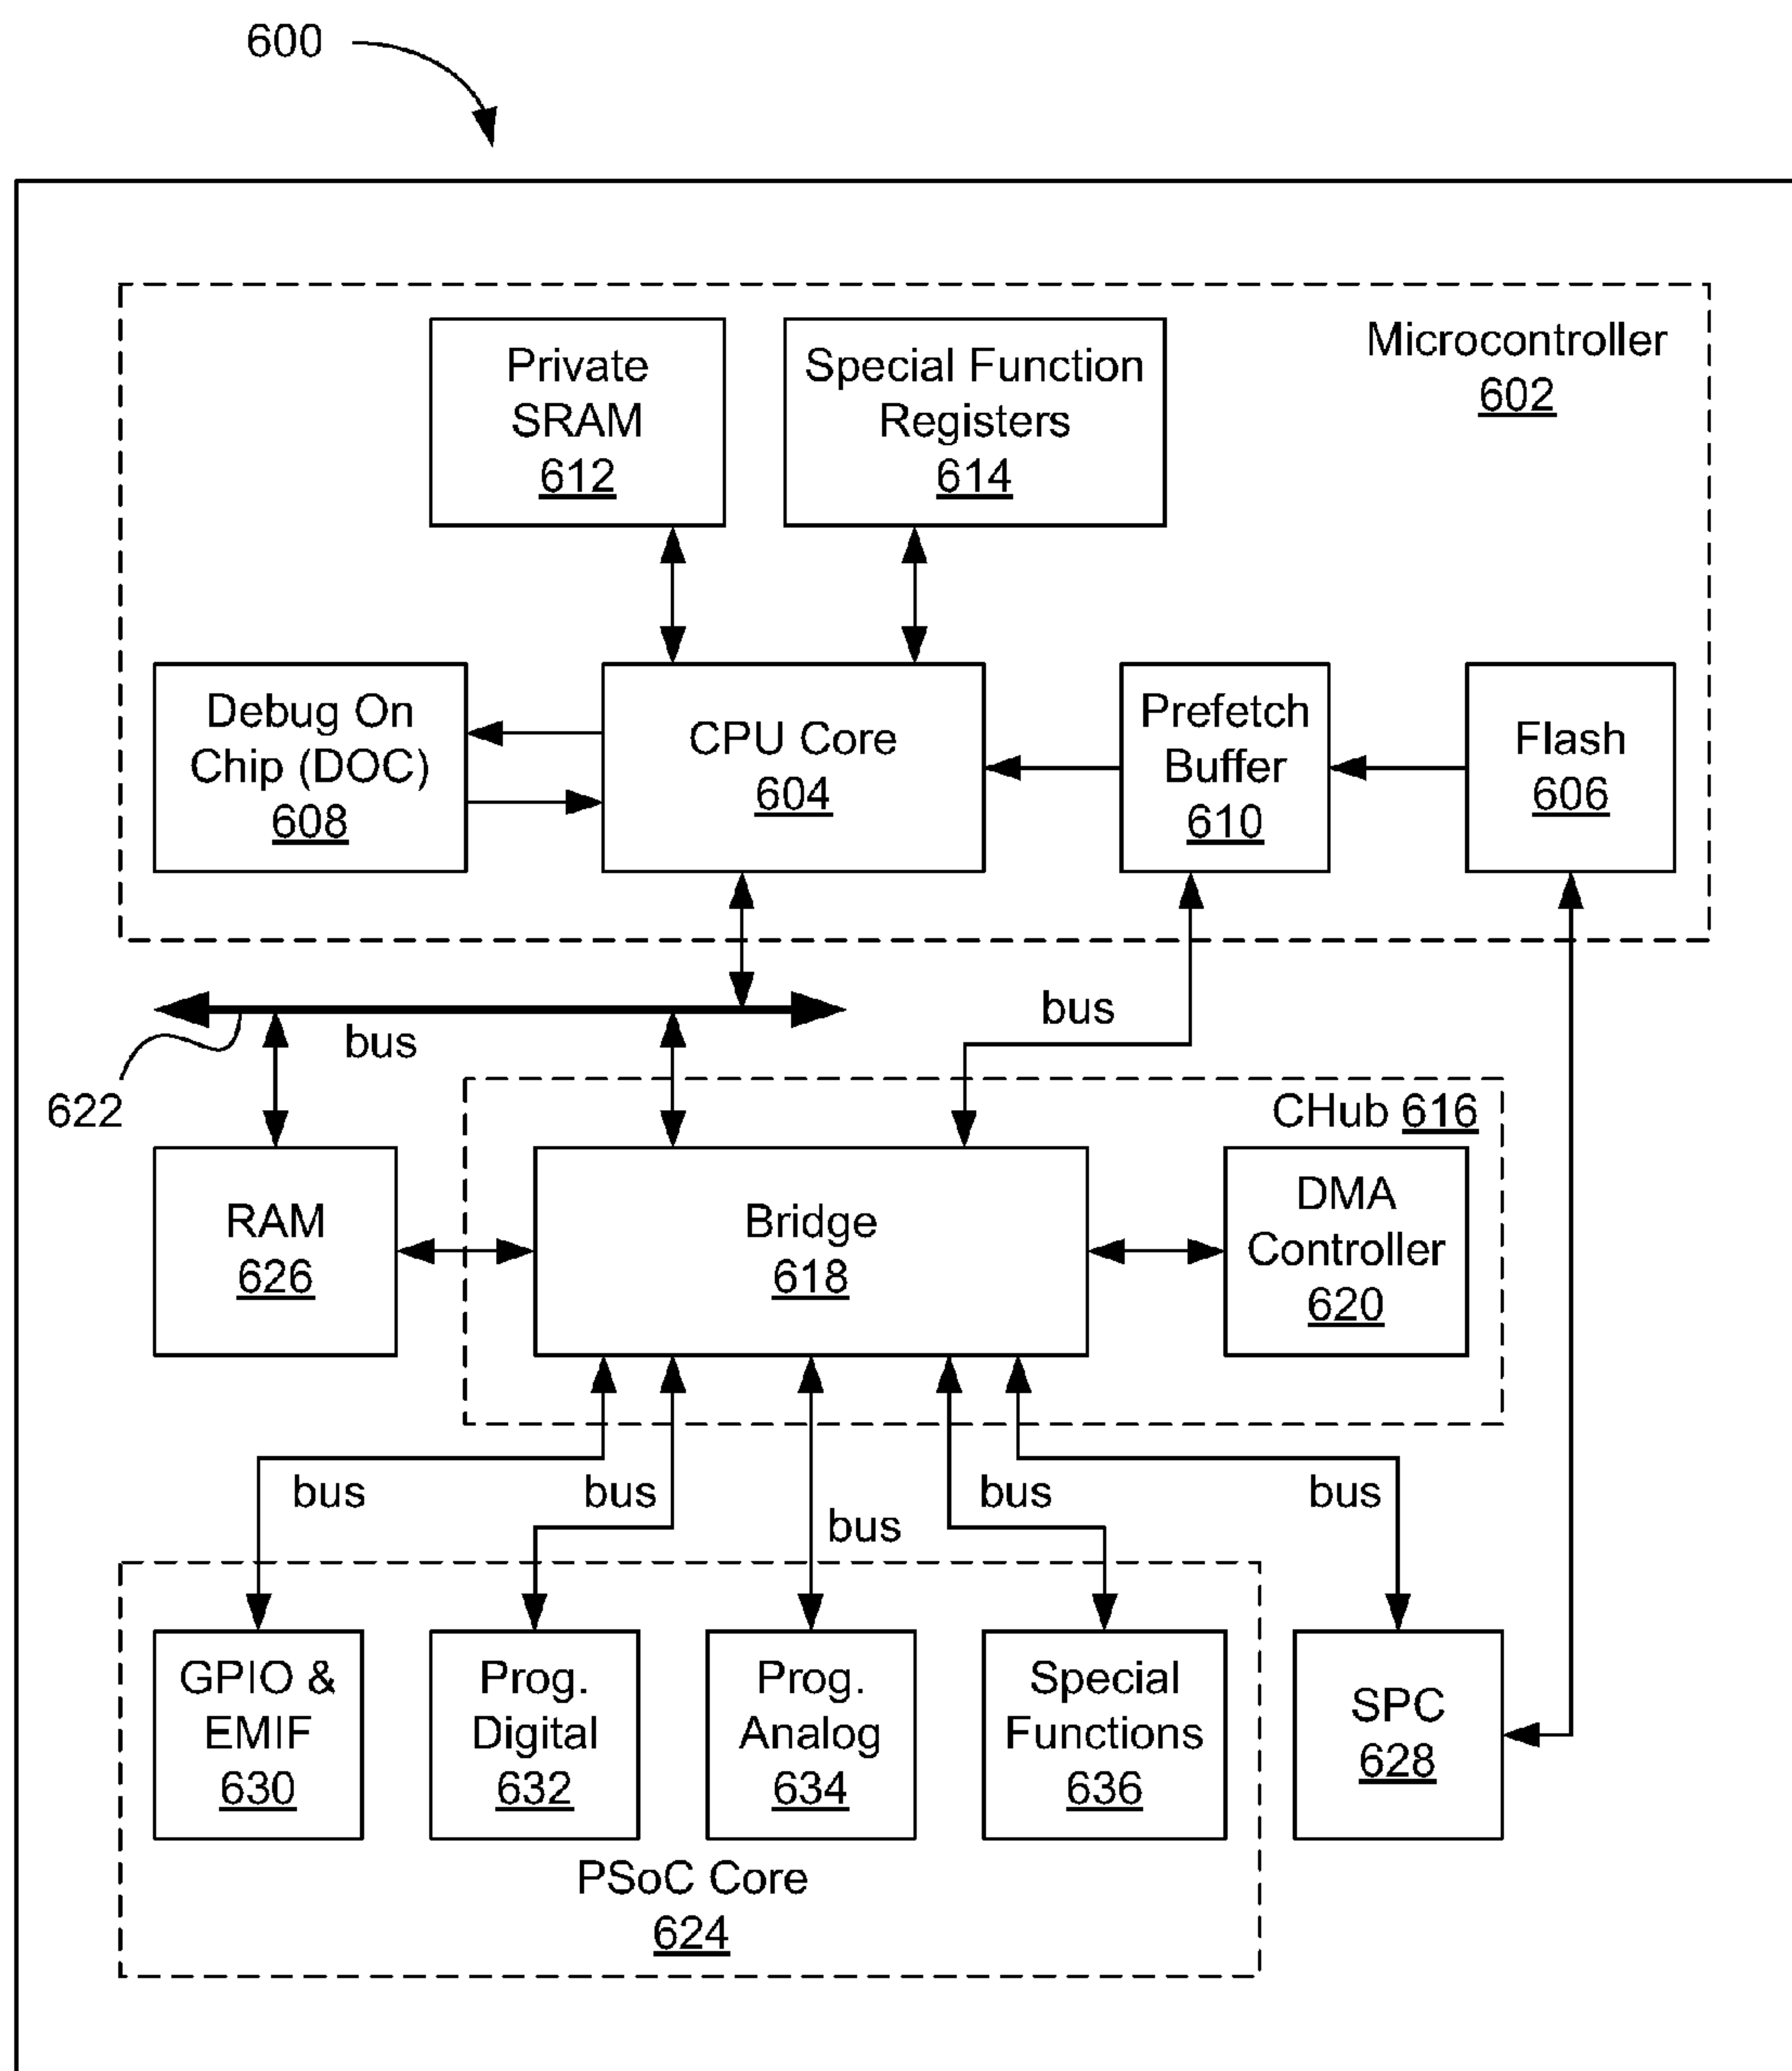 600
Private
SRAM
612
Special Function
Registers
614
Microcontroller
602
Debug On
Chip (DOC)
608
CPU Core
604
Prefetch
Buffer
610
Flash
606
bus
bus
622
CHub 616
RAM
626
Bridge
618
DMA
Controller
620
bus
bus
bus
bus
bus
GPIO &
EMIF
630
Prog.
Digital
632
Prog.
Analog
634
Special
Functions
636
SPC
628
PSoC Core
624